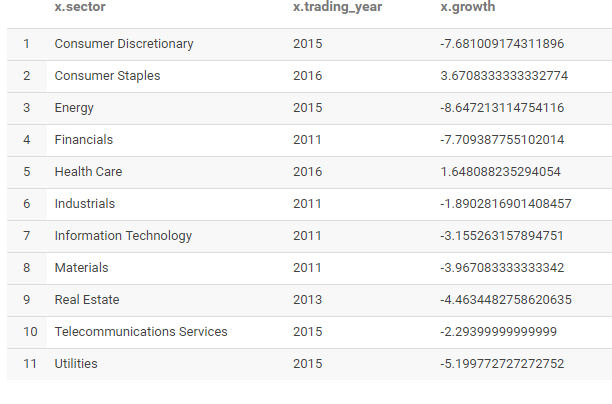 x.sector x.trading_year x.growth
1 Consumer Discretionary 2015 -7.681009174311896
2 Consumer Staples 2016 3.6708333333332774
3 Energy 2015 -8.647213114754116
4 Financials 2011 -7.709387755102014
5 Health Care 2016 1.648088235294054
6 Industrials 2011 -1.8902816901408457
7 Information Technology 2011 -3.155263157894751
8 Materials 2011 -3.967083333333342
9 Real Estate 2013 -4.4634482758620635
10 Telecommunications Services 2015 -2.29399999999999
11 Utilities 2015 -5.199772727272752